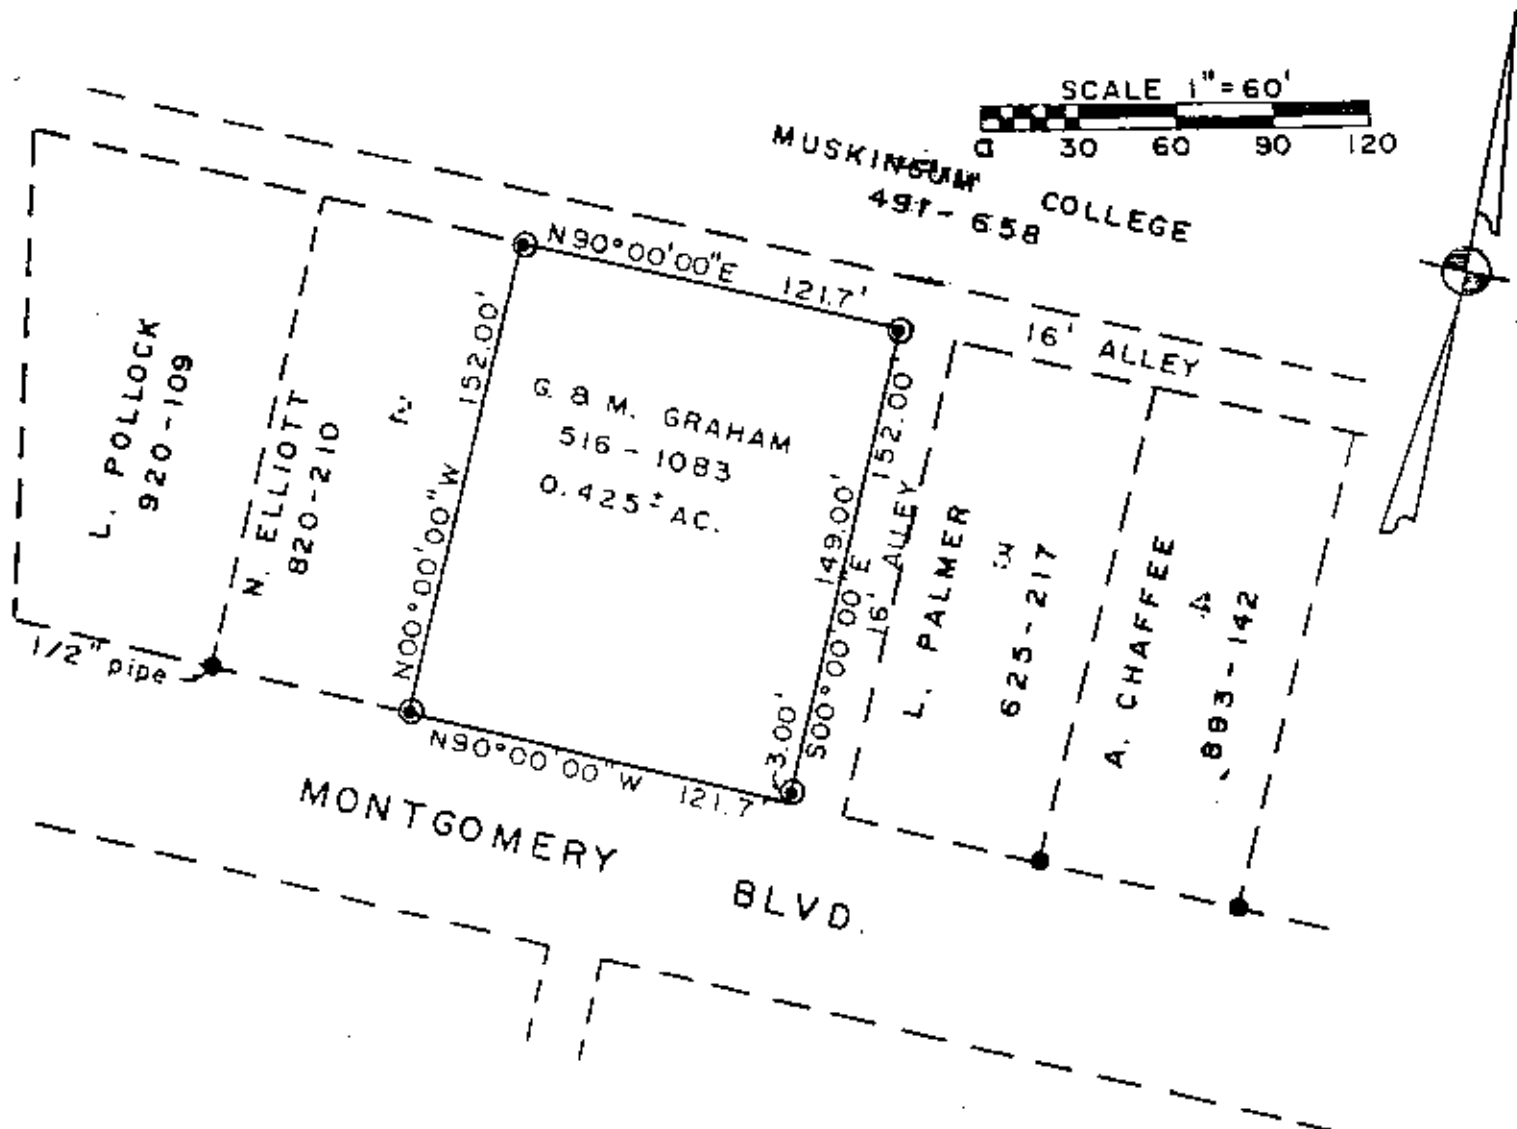 SCALE 1"=60'
0 30 60 90 120
MUSKINGUM COLLEGE
491-658
N90°00'00"E 121.7'
16' ALLEY
L. POLLOCK
920-109
N. ELLIOTT
820-210
2
152.00'
N00°00'00"W
G. & M. GRAHAM
516-1083
0.425± AC.
152.00'
149.00'
S00°00'00"E
16' ALLEY
3.00'
L. PALMER
3
625-217
A. CHAFFEE
4
893-142
1/2" pipe
N90°00'00"W 121.7'
MONTGOMERY BLVD.